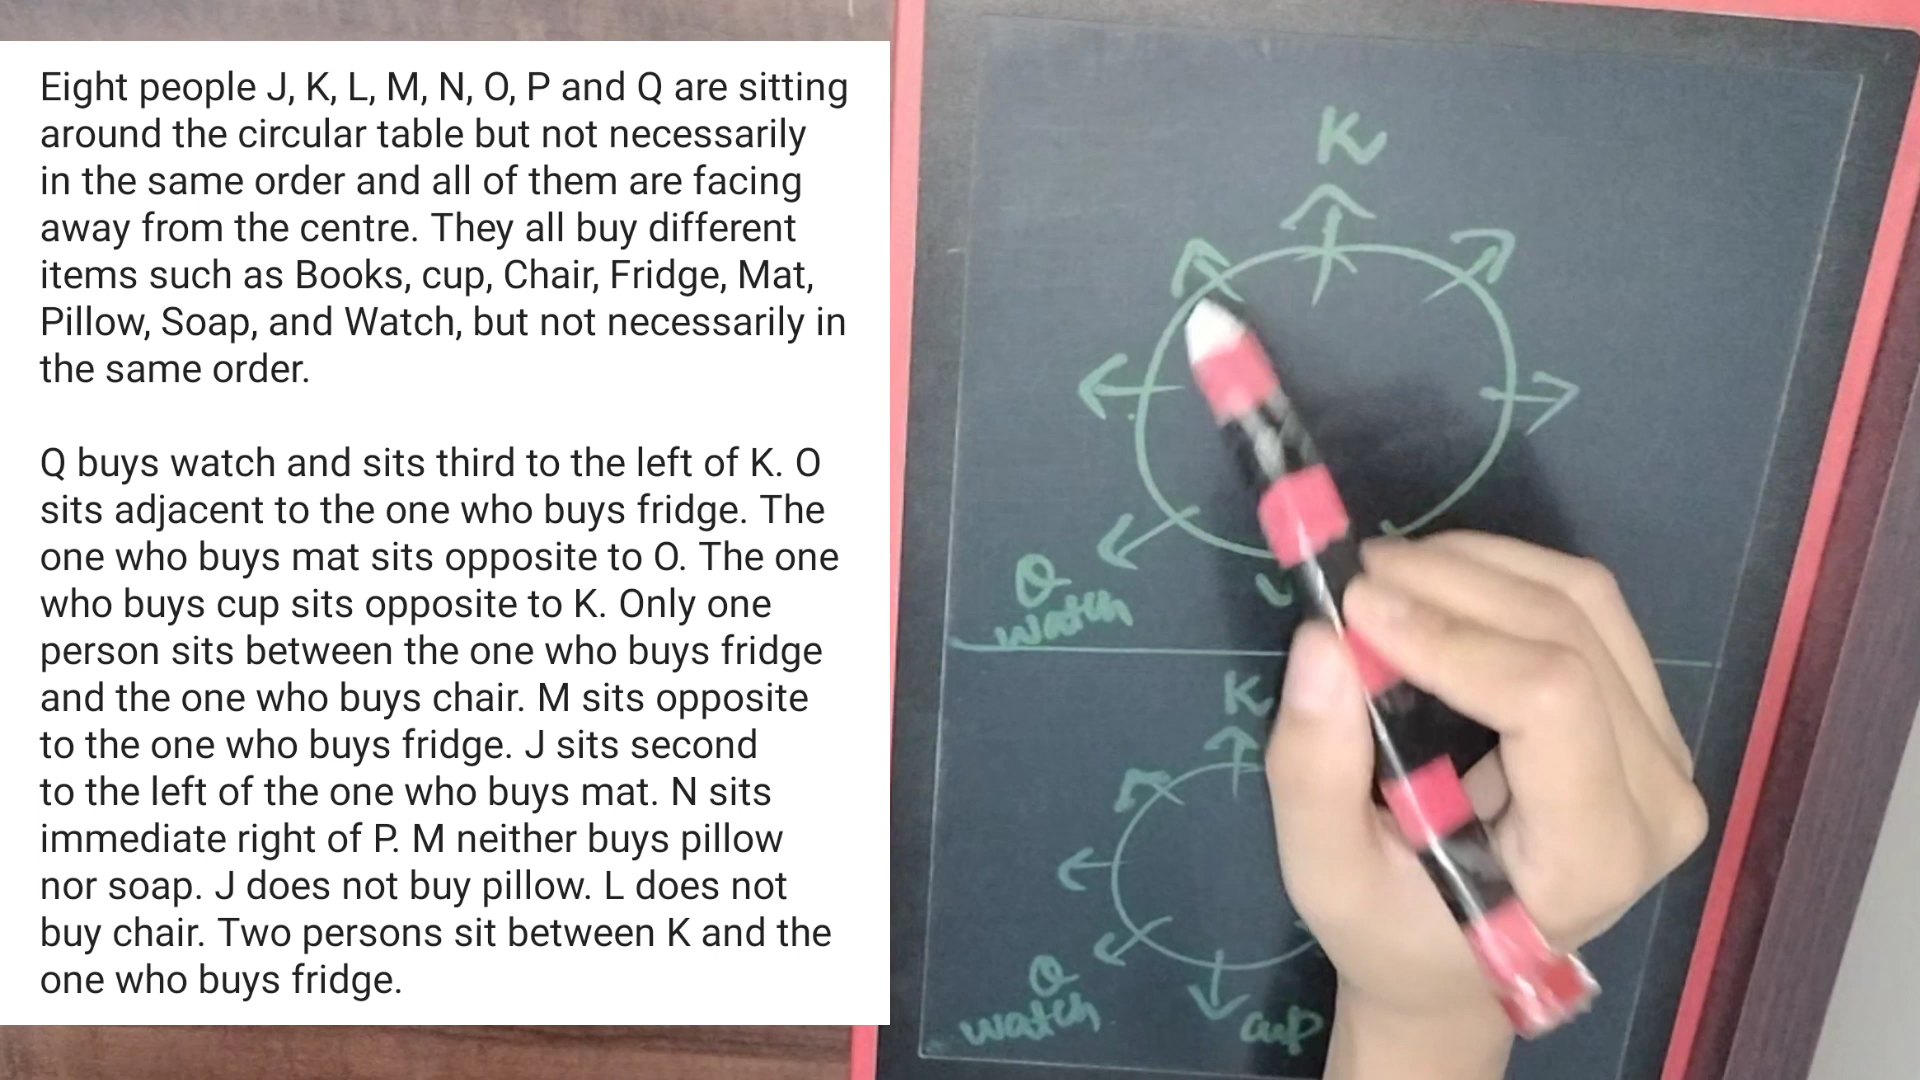 Eight people J, K, L, M, N, O, P and Q are sitting
around the circular table but not necessarily
in the same order and all of them are facing
away from the centre. They all buy different
items such as Books, cup, Chair, Fridge, Mat,
Pillow, Soap, and Watch, but not necessarily in
the same order.
Q buys watch and sits third to the left of K. O
sits adjacent to the one who buys fridge. The
one who buys mat sits opposite to O. The one
who buys cup sits opposite to K. Only one
person sits between the one who buys fridge
and the one who buys chair. M sits opposite
to the one who buys fridge. J sits second
to the left of the one who buys mat. N sits
immediate right of P. M neither buys pillow
nor soap. J does not buy pillow. L does not
buy chair. Two persons sit between K and the
one who buys fridge.
K
Q
watch
K
Q
watch
cup